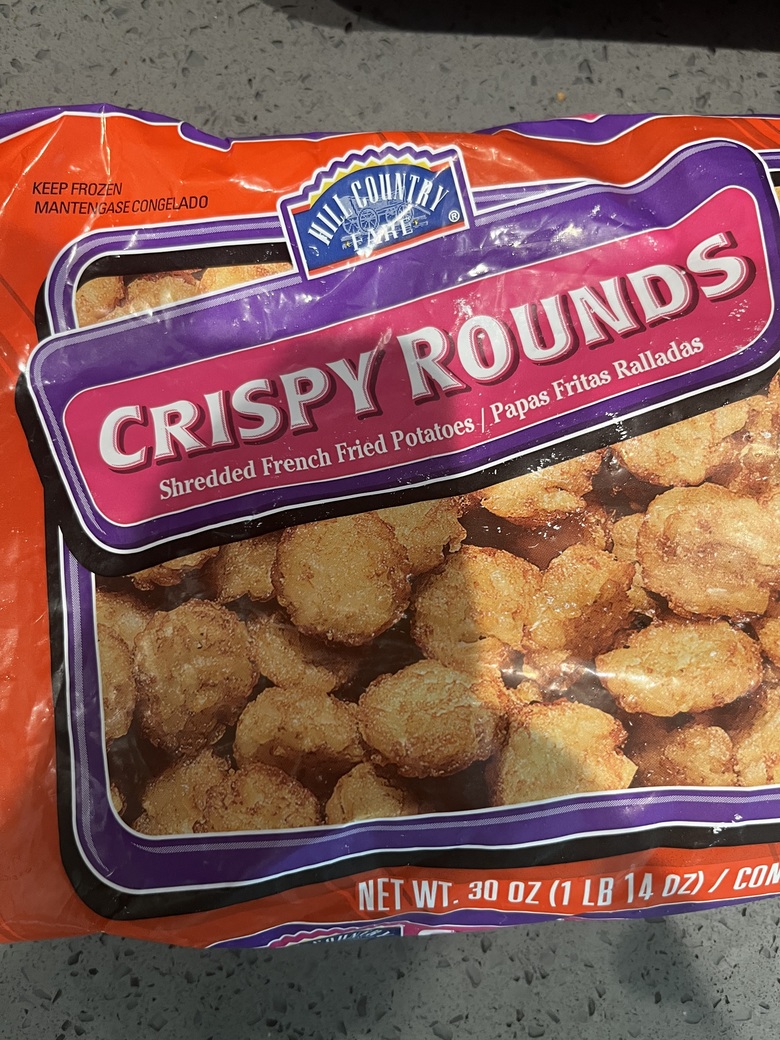 KEEP FROZEN
MANTENGASE CONGELADO
HILL COUNTRY
FARE®
CRISPY ROUNDS
Shredded French Fried Potatoes / Papas Fritas Ralladas
NET WT. 30 OZ (1 LB 14 OZ) / CON